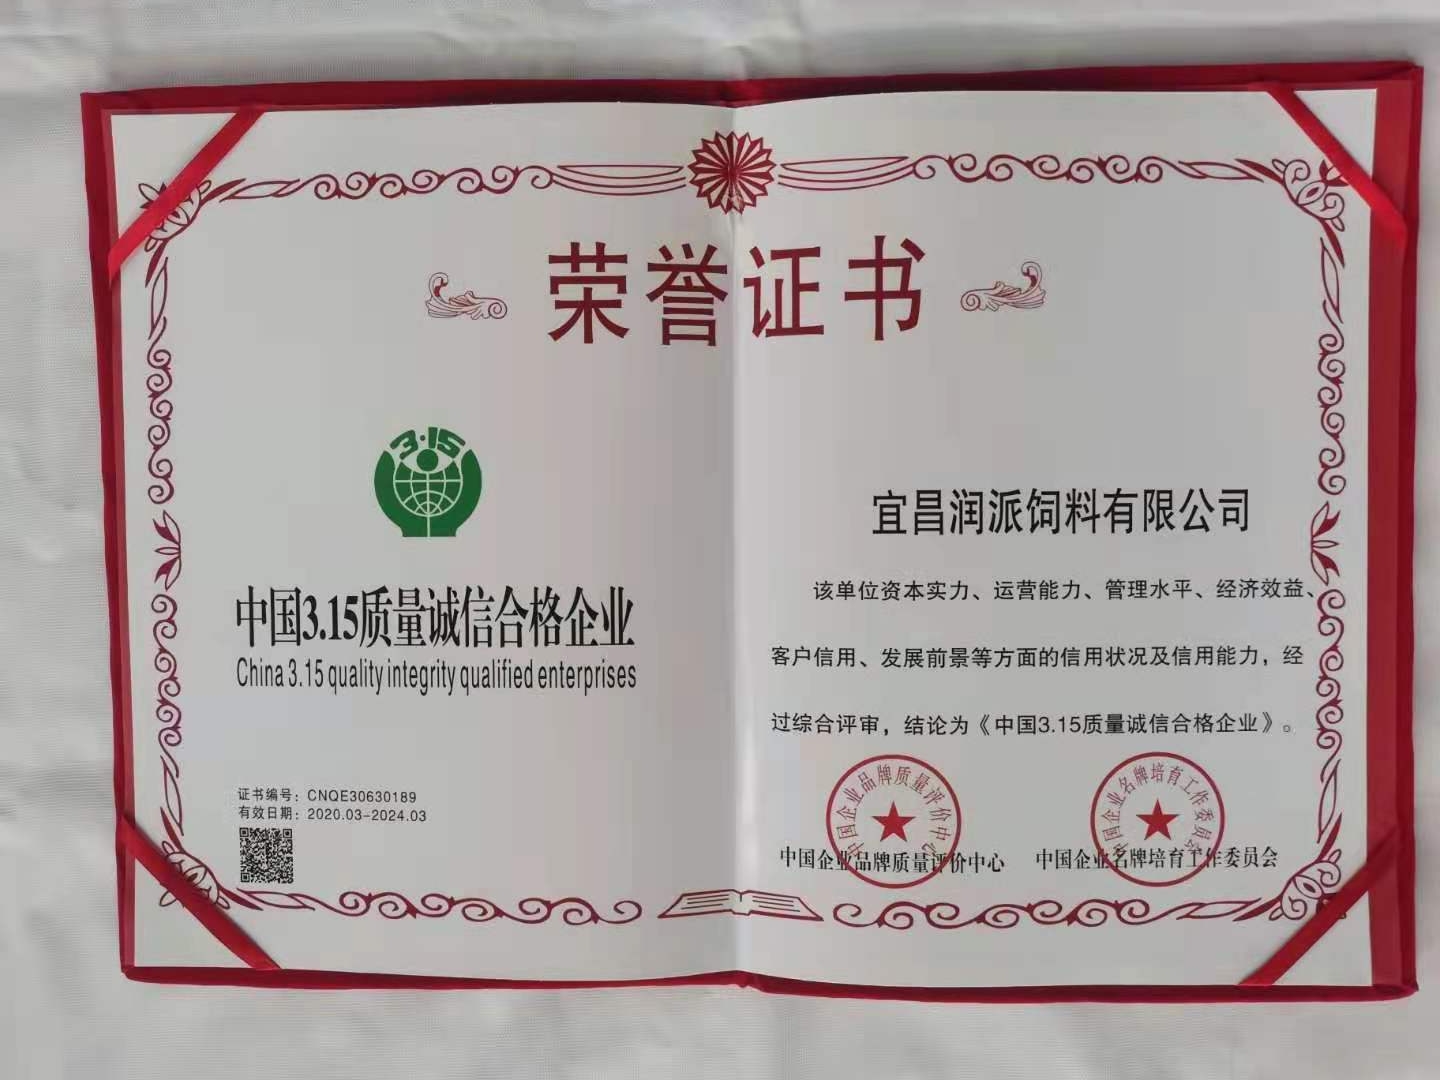 荣誉证书
3·15
中国3.15质量诚信合格企业
China 3.15 quality integrity qualified enterprises
证书编号：CNQE30630189
有效日期：2020.03-2024.03
宜昌润派饲料有限公司
该单位资本实力、运营能力、管理水平、经济效益、
客户信用、发展前景等方面的信用状况及信用能力，经
过综合评审，结论为《中国3.15质量诚信合格企业》。
中国企业品牌质量评价中心
中国企业名牌培育工作委员会
中国企业品牌质量评价中心
中国企业名牌培育工作委员会